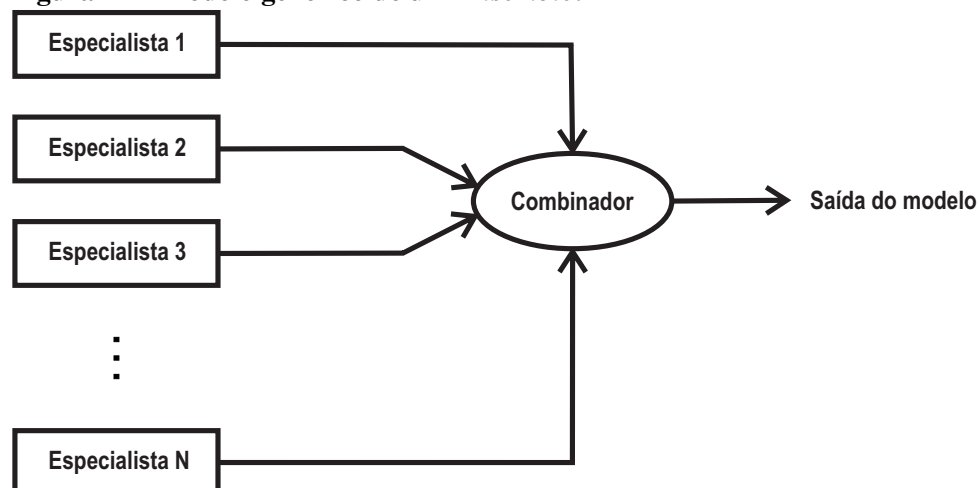 Especialista 1
Especialista 2
Combinador
Saída do modelo
Especialista 3
Especialista N